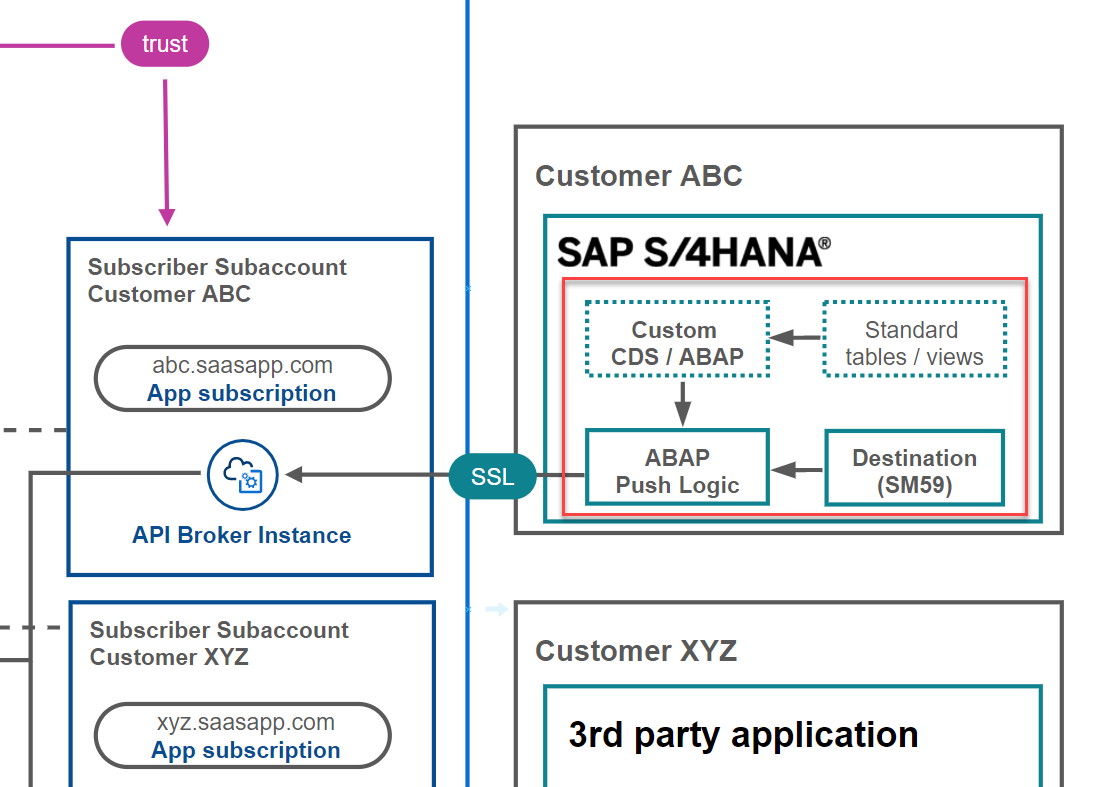 trust
Subscriber Subaccount
Customer ABC
abc.saasapp.com
App subscription
API Broker Instance
SSL
Customer ABC
SAP S/4HANA®
Custom
CDS / ABAP
Standard
tables / views
ABAP
Push Logic
Destination
(SM59)
Subscriber Subaccount
Customer XYZ
xyz.saasapp.com
App subscription
Customer XYZ
3rd party application